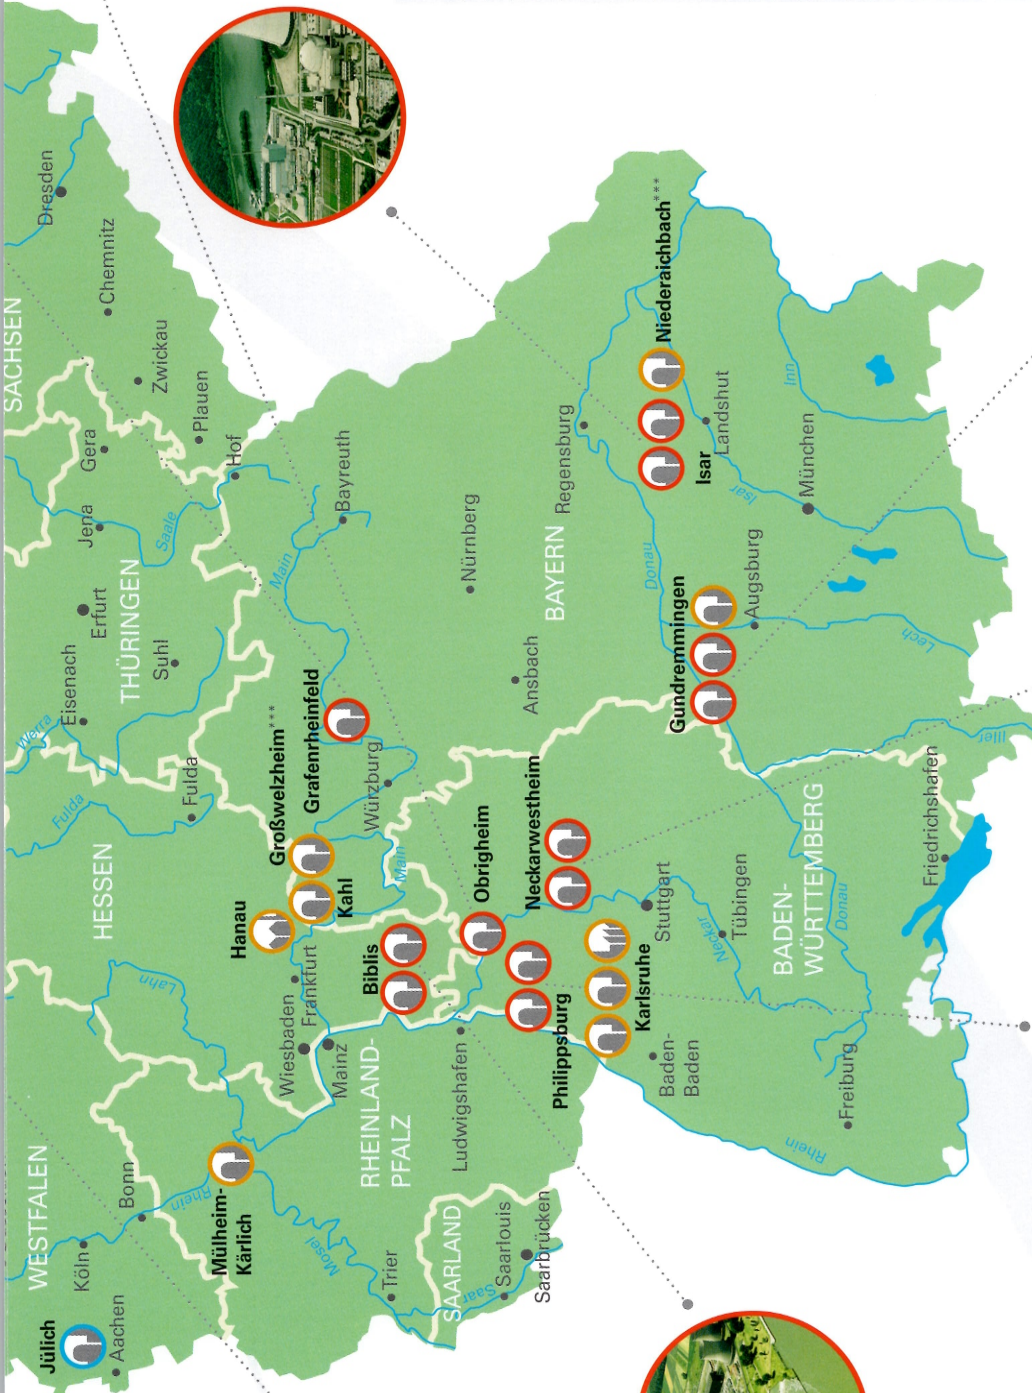 SACHSEN
Dresden
Chemnitz
Zwickau
Plauen
Gera
Hof
Jena
Saale
Erfurt
THÜRINGEN
Eisenach
Suhl
Werra
Fulda
Fulda
HESSEN
Main
Bayreuth
Nürnberg
BAYERN
Ansbach
Regensburg
Donau
Niederaichbach***
Isar
Landshut
Isar
Inn
München
Gundremmingen
Augsburg
Lech
Iller
Grafenrheinfeld
Großwelzheim***
Würzburg
Main
Kahl
Hanau
Frankfurt
Wiesbaden
Mainz
Lahn
Biblis
Obrigheim
Neckarwestheim
Philippsburg
Karlsruhe
Stuttgart
Tübingen
Neckar
BADEN-
WÜRTTEMBERG
Donau
Friedrichshafen
Baden-
Baden
Freiburg
Rhein
Ludwigshafen
RHEINLAND-
PFALZ
WESTFALEN
Bonn
Köln
Rhein
Mülheim-
Kärlich
Jülich
Aachen
Mosel
Trier
SAARLAND
Saar
Saarlouis
Saarbrücken